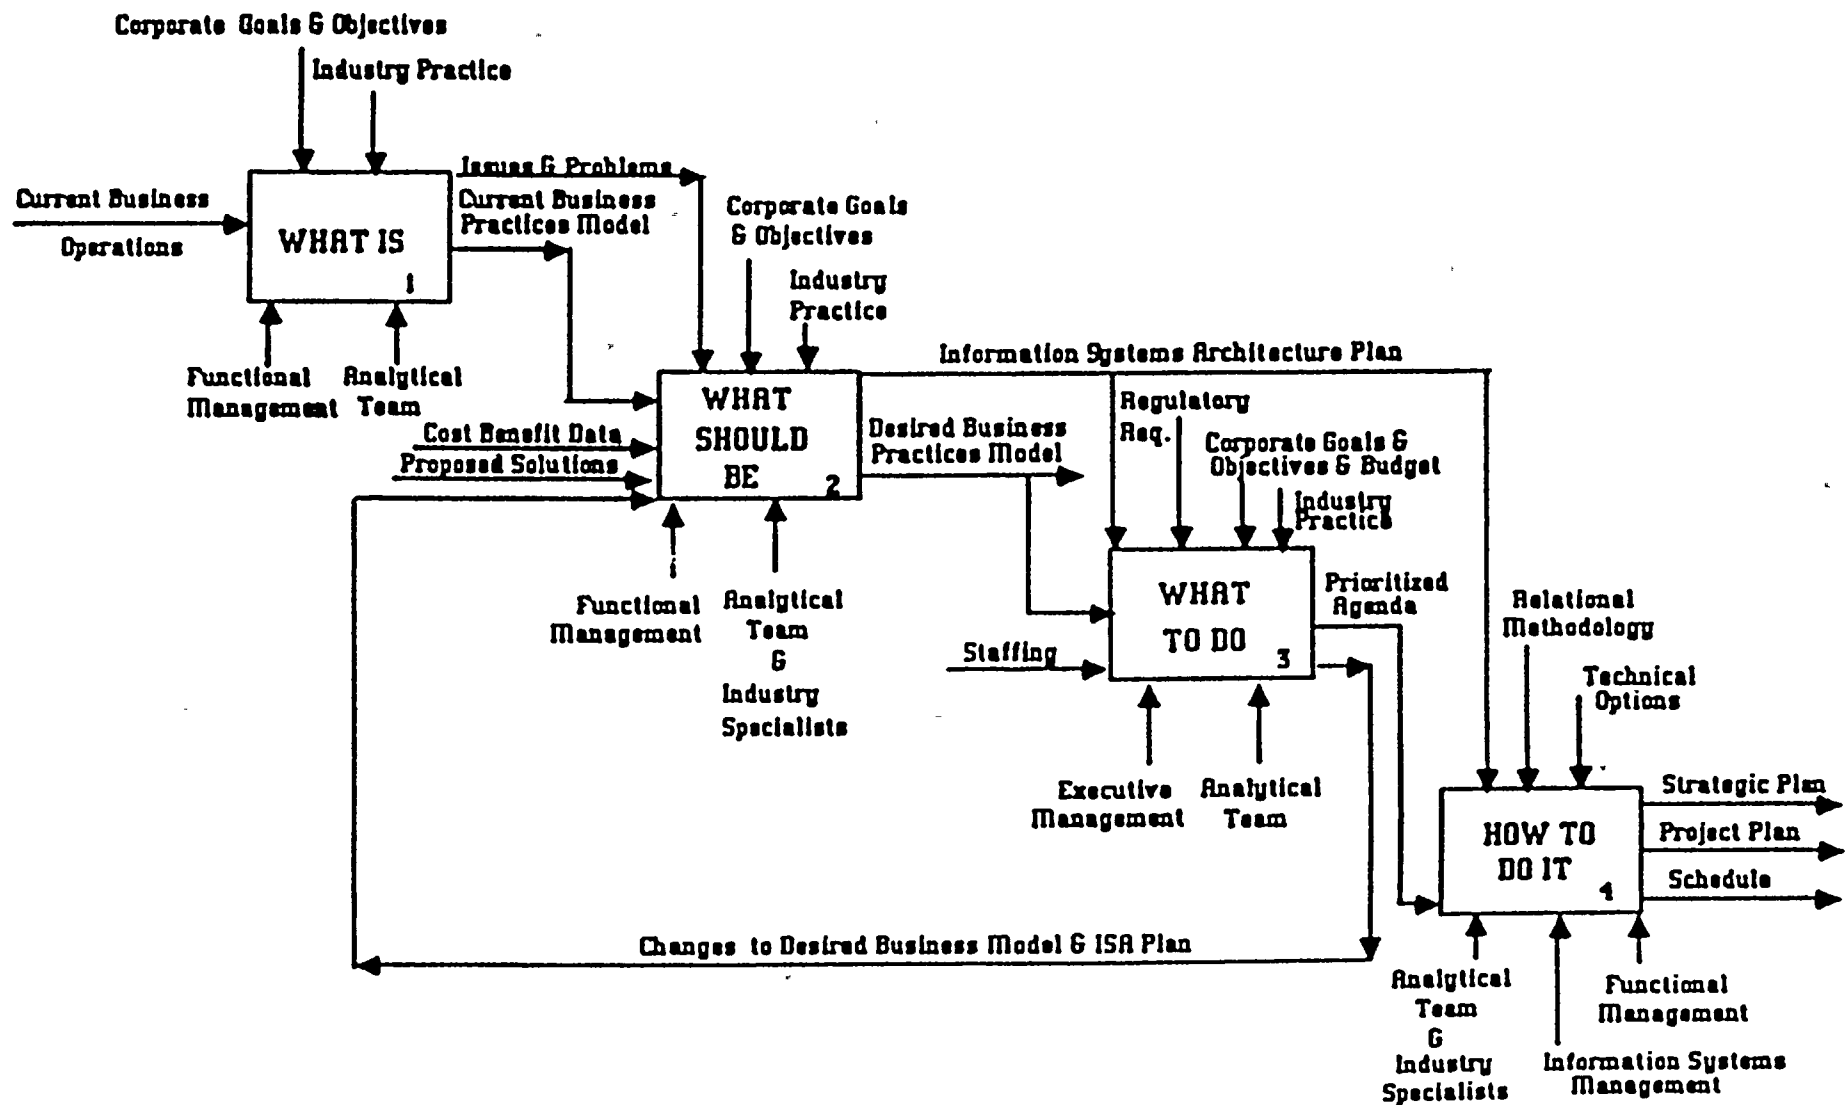 Corporate Goals & Objectives
Industry Practice
Current Business
Operations
WHAT IS
1
Issues & Problems
Current Business
Practices Model
Functional
Management
Analytical
Team
Corporate Goals
& Objectives
Industry
Practice
Cost Benefit Data
Proposed Solutions
WHAT
SHOULD
BE
2
Functional
Management
Analytical
Team
&
Industry
Specialists
Information Systems Architecture Plan
Desired Business
Practices Model
Regulatory
Req.
Corporate Goals &
Objectives & Budget
Industry
Practice
Staffing
WHAT
TO DO
3
Executive
Management
Analytical
Team
Prioritized
Agenda
Changes to Desired Business Model & ISA Plan
Relational
Methodology
Technical
Options
HOW TO
DO IT
4
Strategic Plan
Project Plan
Schedule
Analytical
Team
&
Industry
Specialists
Information Systems
Management
Functional
Management